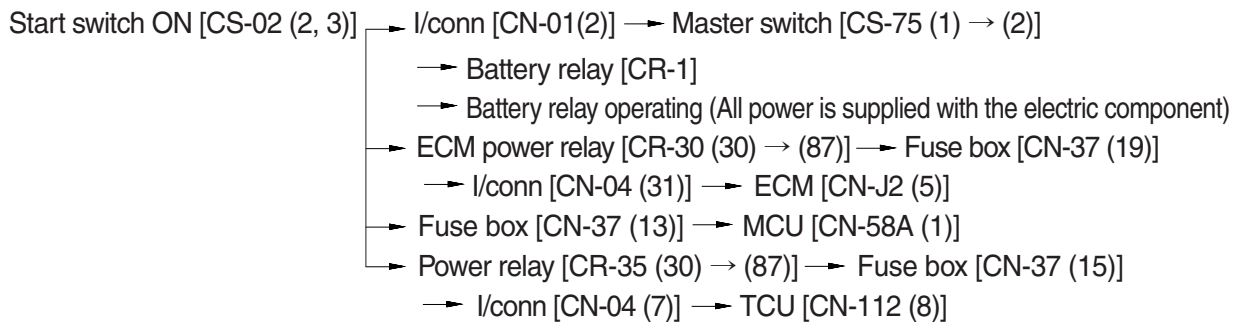 Start switch ON [CS-02 (2, 3)] → I/conn [CN-01(2)] → Master switch [CS-75 (1) → (2)]
→ Battery relay [CR-1]
→ Battery relay operating (All power is supplied with the electric component)
→ ECM power relay [CR-30 (30) → (87)] → Fuse box [CN-37 (19)]
→ I/conn [CN-04 (31)] → ECM [CN-J2 (5)]
→ Fuse box [CN-37 (13)] → MCU [CN-58A (1)]
→ Power relay [CR-35 (30) → (87)] → Fuse box [CN-37 (15)]
→ I/conn [CN-04 (7)] → TCU [CN-112 (8)]